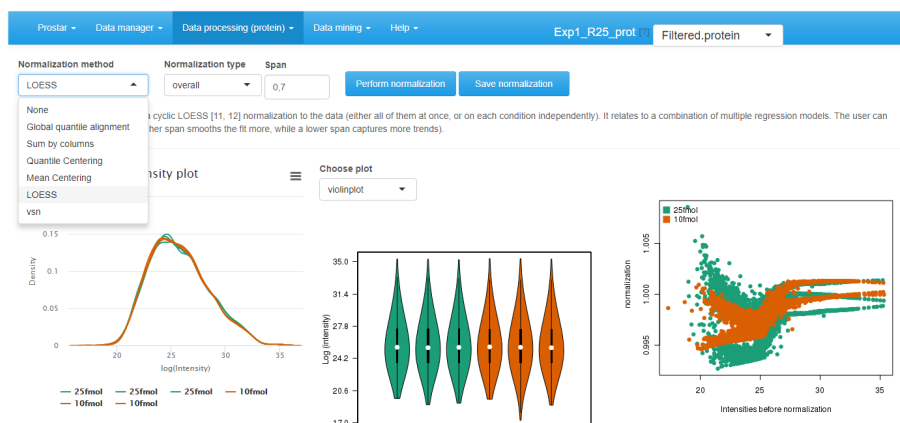 Prostar Data manager Data processing (protein) Data mining Help Exp1_R25_prot [?] Filtered.protein
Normalization method Normalization type Span
LOESS overall 0,7 Perform normalization Save normalization
None
Global quantile alignment
Sum by columns
Quantile Centering
Mean Centering
LOESS
vsn
a cyclic LOESS [11, 12] normalization to the data (either all of them at once, or on each condition independently). It relates to a combination of multiple regression models. The user can
her span smooths the fit more, while a lower span captures more trends).
nsity plot
Choose plot
violinplot
0.15
0.1
0.05
0
Density
20 25 30 35
log(Intensity)
25fmol 25fmol 25fmol 10fmol
10fmol 10fmol
35.0
31.4
27.8
24.2
20.6
17.0
Log (intensity)
25fmol
10fmol
1.005
1.000
0.995
normalization
20 25 30 35
Intensities before normalization